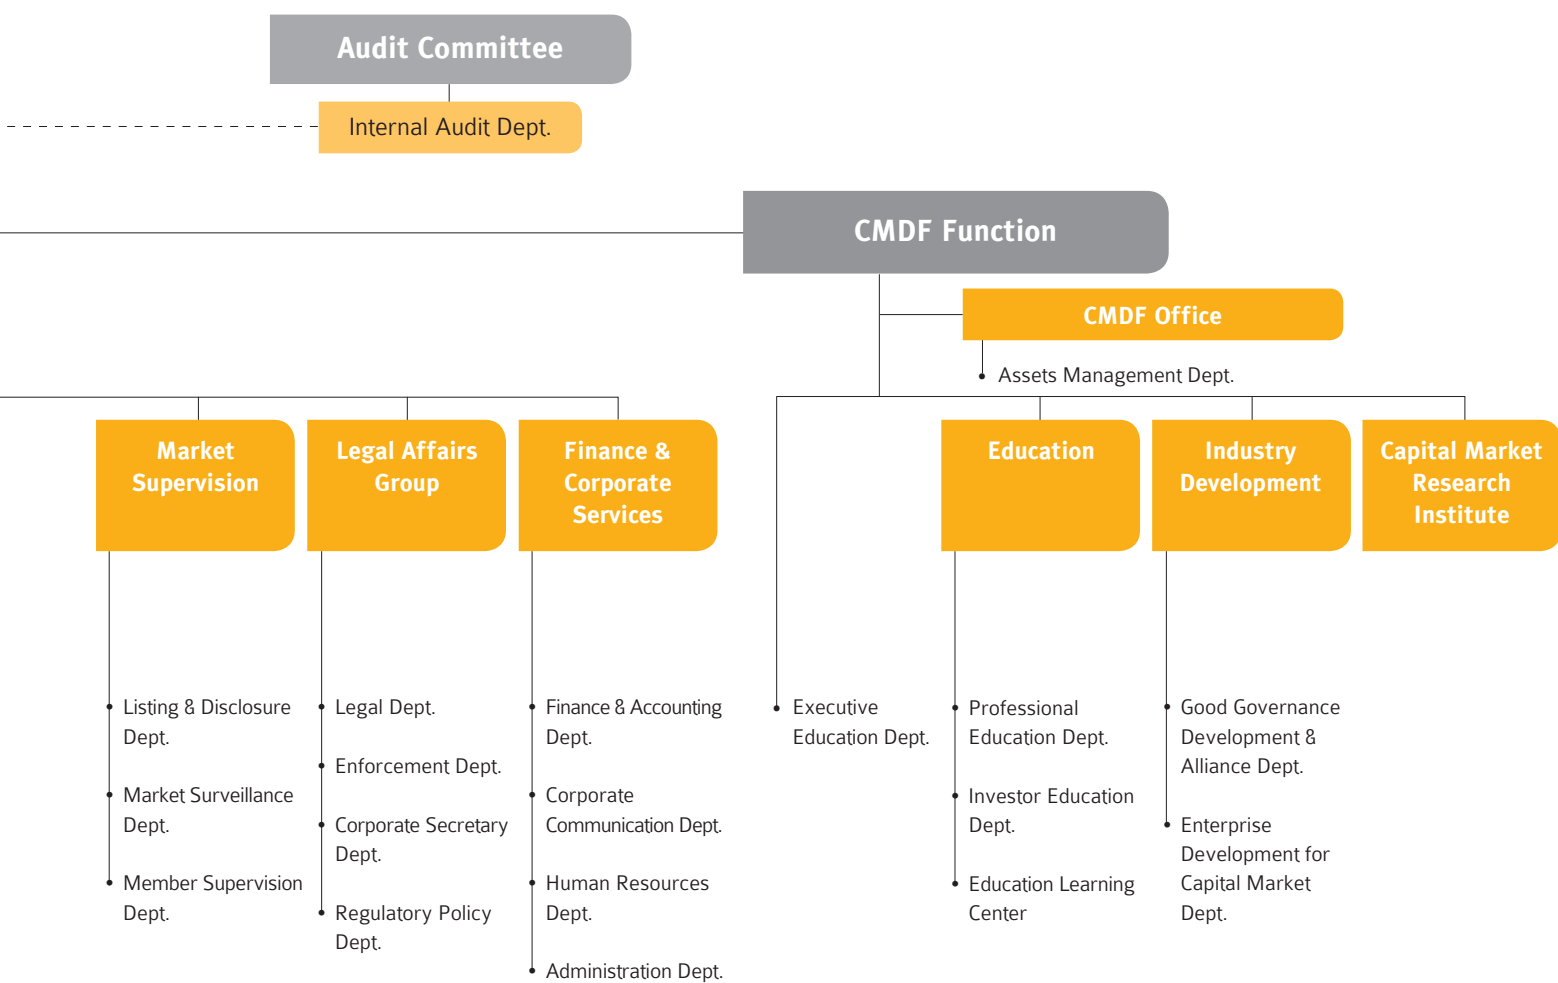 Audit Committee
Internal Audit Dept.
CMDF Function
CMDF Office
Assets Management Dept.
Market
Supervision
Legal Affairs
Group
Finance &
Corporate
Services
Education
Industry
Development
Capital Market
Research
Institute
Listing & Disclosure
Dept.
Market Surveillance
Dept.
Member Supervision
Dept.
Legal Dept.
Enforcement Dept.
Corporate Secretary
Dept.
Regulatory Policy
Dept.
Finance & Accounting
Dept.
Corporate
Communication Dept.
Human Resources
Dept.
Administration Dept.
Executive
Education Dept.
Professional
Education Dept.
Investor Education
Dept.
Education Learning
Center
Good Governance
Development &
Alliance Dept.
Enterprise
Development for
Capital Market
Dept.